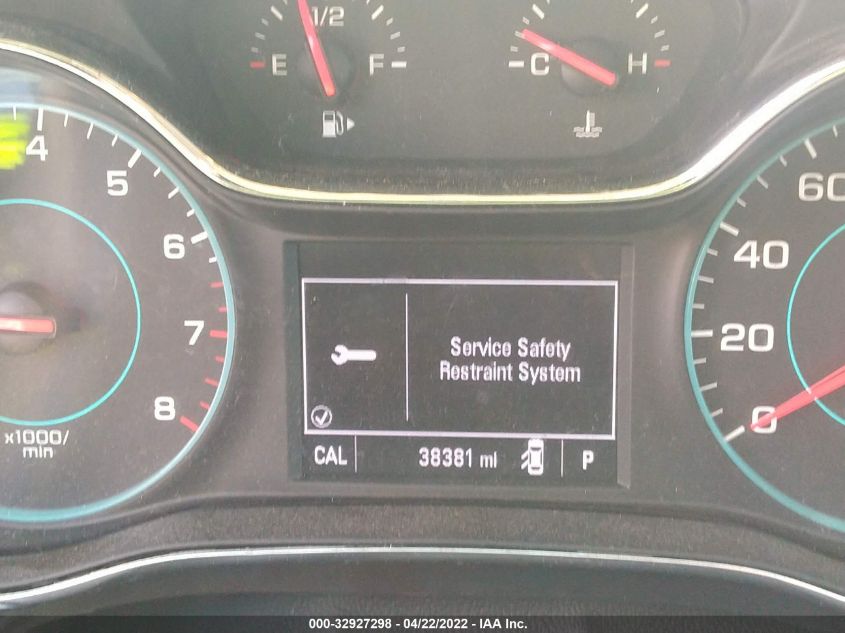 1/2
E F
C H
4
5
6
7
8
x1000/
min
60
40
20
0
Service Safety
Restraint System
CAL 38381 mi P
000-32927298 - 04/22/2022 - IAA Inc.